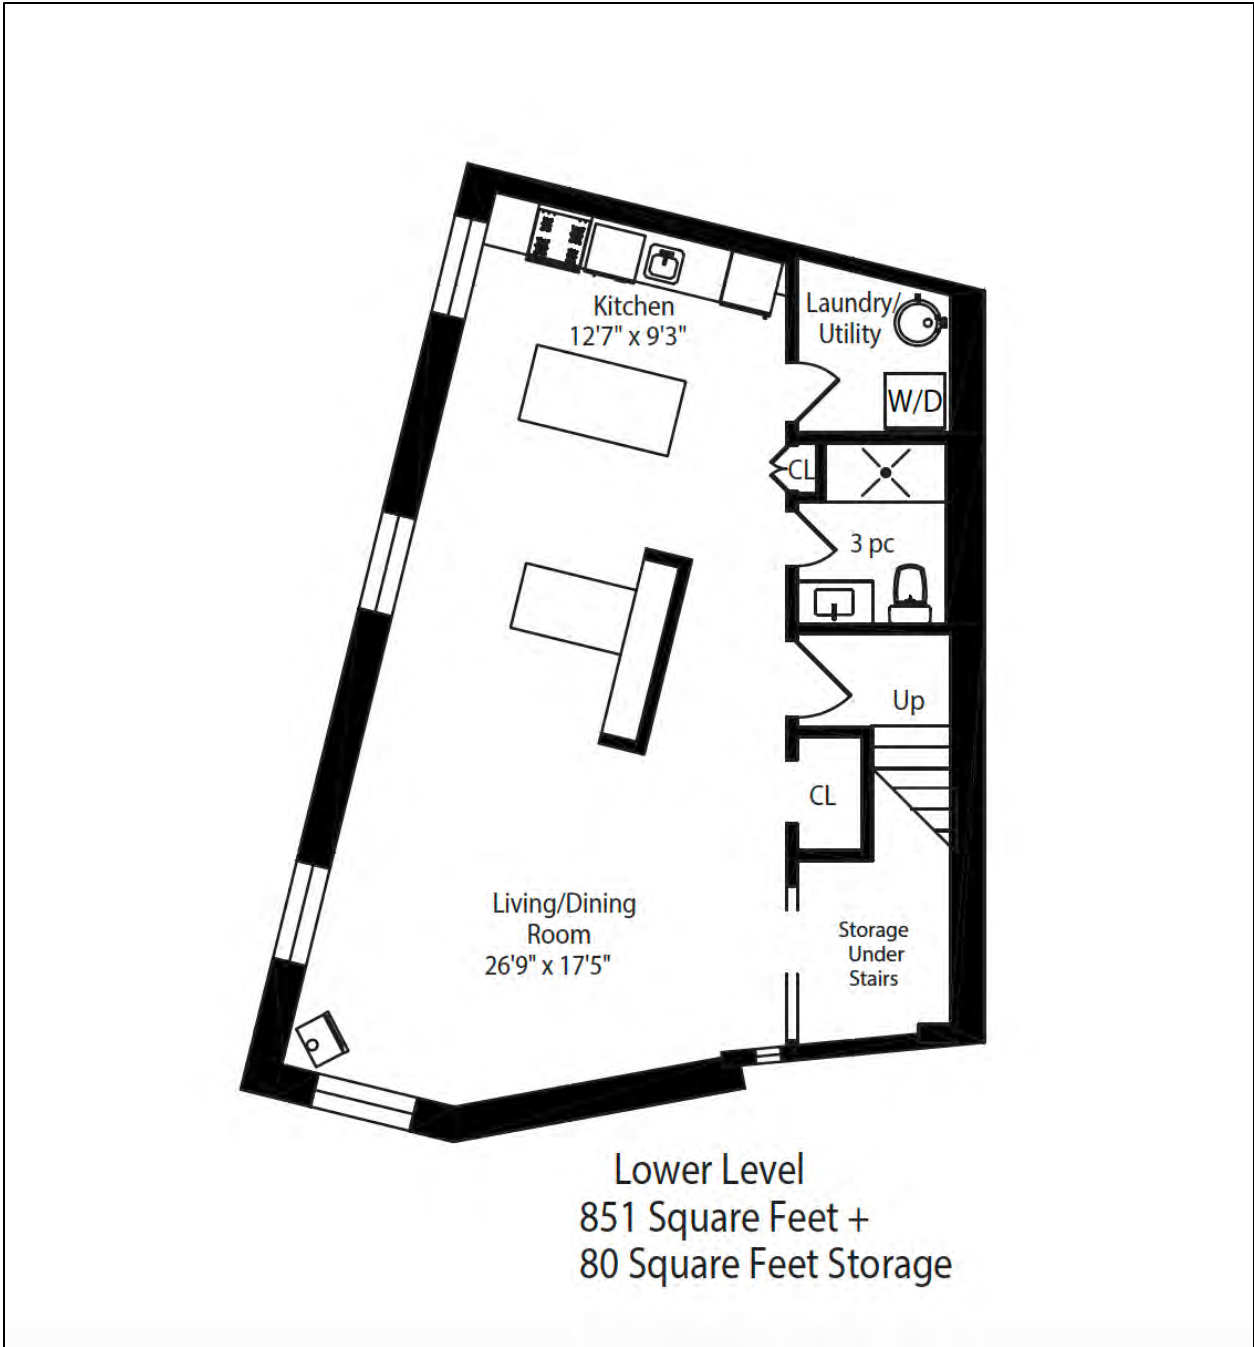 Kitchen
12'7" x 9'3"
Laundry/
Utility
W/D
CL
3 pc
Up
CL
Living/Dining
Room
26'9" x 17'5"
Storage
Under
Stairs
Lower Level
851 Square Feet +
80 Square Feet Storage